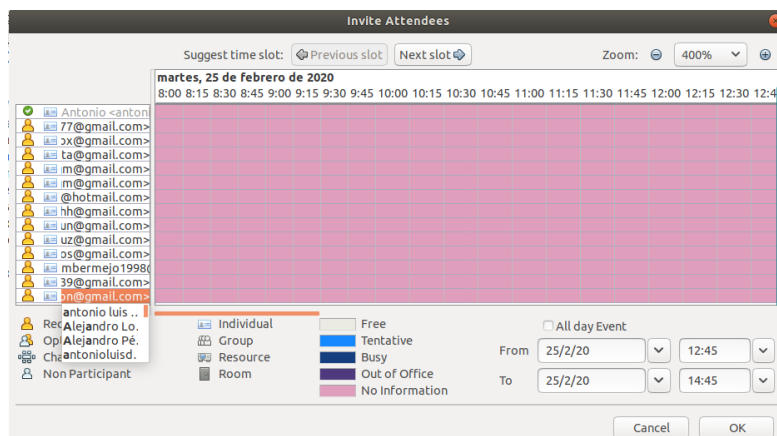 Invite Attendees
Suggest time slot: Previous slot Next slot Zoom: 400%
martes, 25 de febrero de 2020
8:00 8:15 8:30 8:45 9:00 9:15 9:30 9:45 10:00 10:15 10:30 10:45 11:00 11:15 11:30 11:45 12:00 12:15 12:30 12:4
Antonio <antoni
77@gmail.com>
ox@gmail.com>
ta@gmail.com>
m@gmail.com>
m@gmail.com>
@hotmail.com>
hh@gmail.com>
un@gmail.com>
uz@gmail.com>
os@gmail.com>
mbermejo1998@
39@gmail.com>
on@gmail.com>
antonio luis ..
Alejandro Lo.
Alejandro Pé.
antonioluisd.
Non Participant
Individual
Group
Resource
Room
Free
Tentative
Busy
Out of Office
No Information
All day Event
From 25/2/20 12:45
To 25/2/20 14:45
Cancel OK